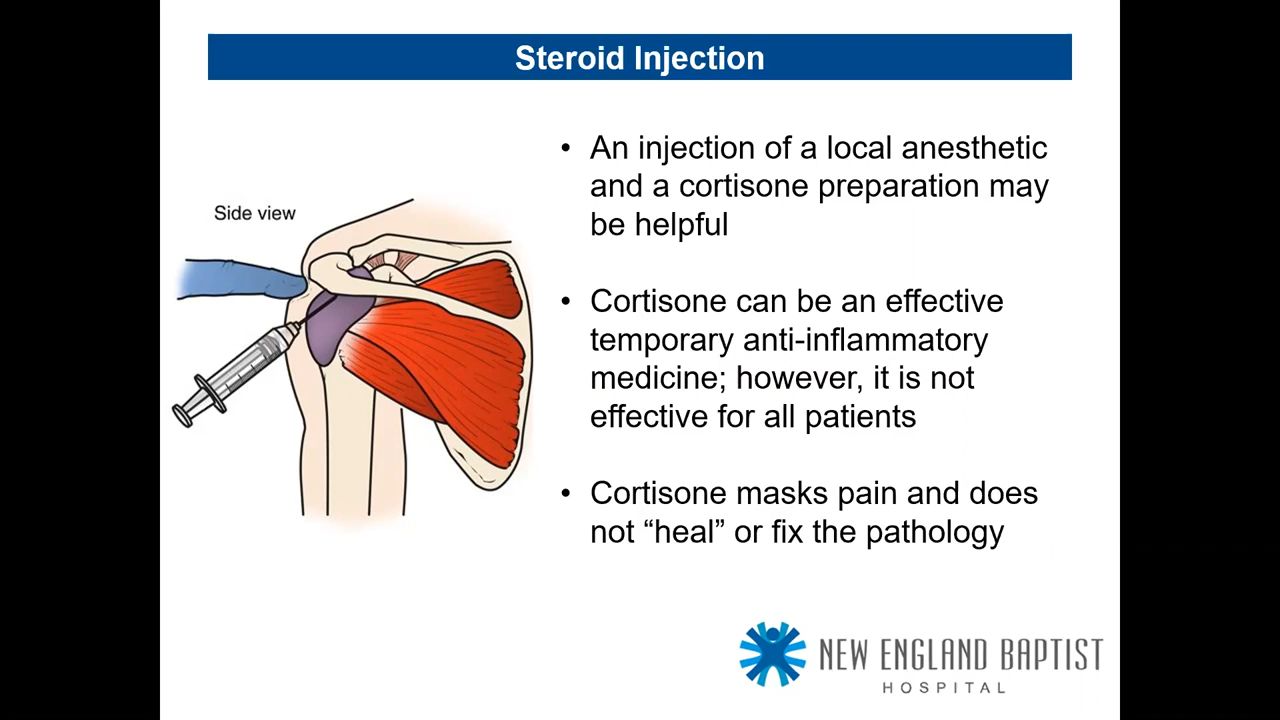 Steroid Injection
Side view
• An injection of a local anesthetic
and a cortisone preparation may
be helpful
• Cortisone can be an effective
temporary anti-inflammatory
medicine; however, it is not
effective for all patients
• Cortisone masks pain and does
not “heal” or fix the pathology
NEW ENGLAND BAPTIST
HOSPITAL